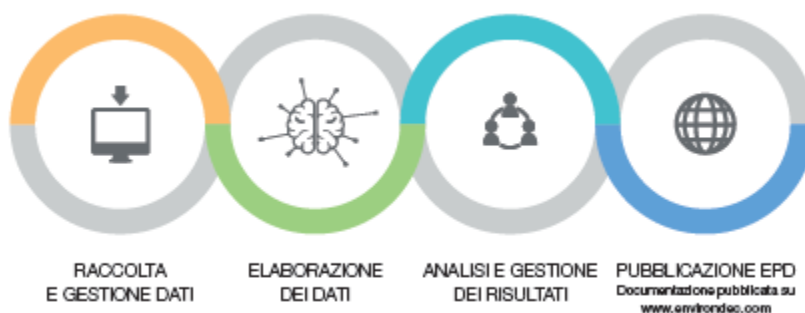 RACCOLTA
E GESTIONE DATI
ELABORAZIONE
DEI DATI
ANALISI E GESTIONE
DEI RISULTATI
PUBBLICAZIONE EPD
Documentazione pubblicata su
www.environdec.com